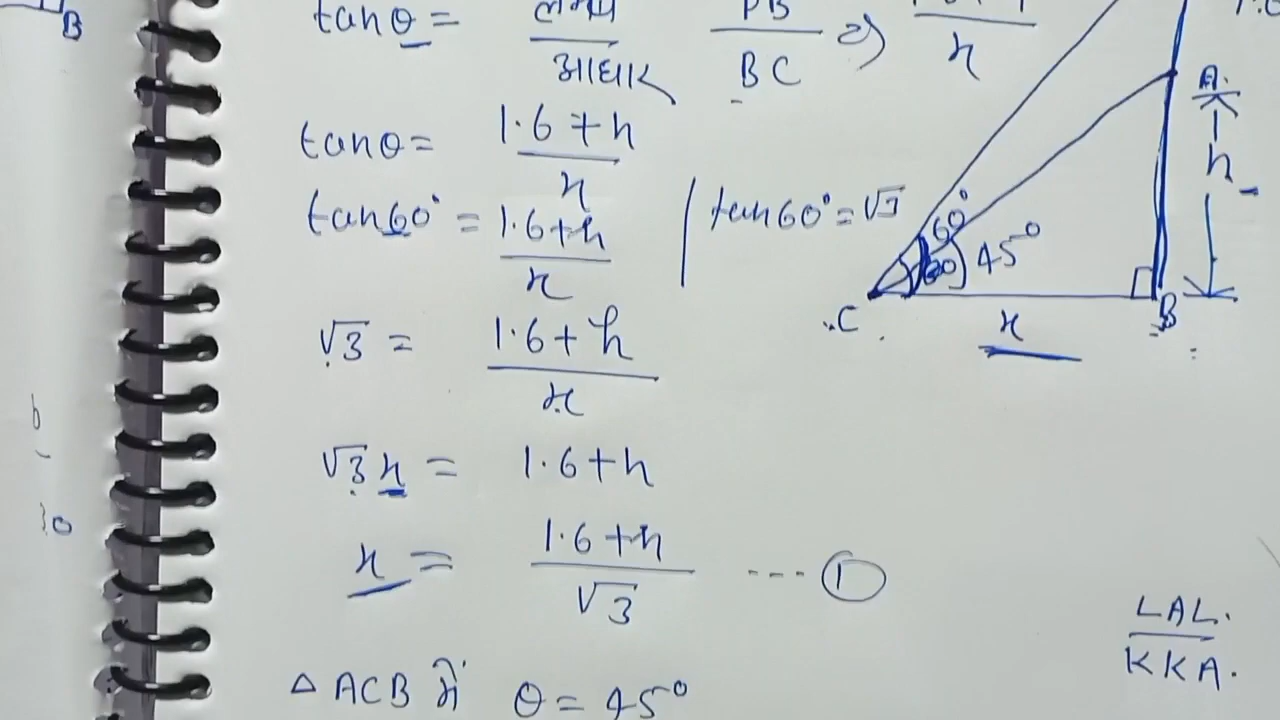 B
tanθ = लम्ब PB ⇒
आधार BC x
tanθ = 1.6+h
x
tan60° = 1.6+h | tan60° = √3
x
√3 = 1.6+h
x
√3 x = 1.6+h
x = 1.6+h ---- ①
√3
△ ACB में θ = 45°
A.
h
60°
45°
.C x B
LAL.
KKA.